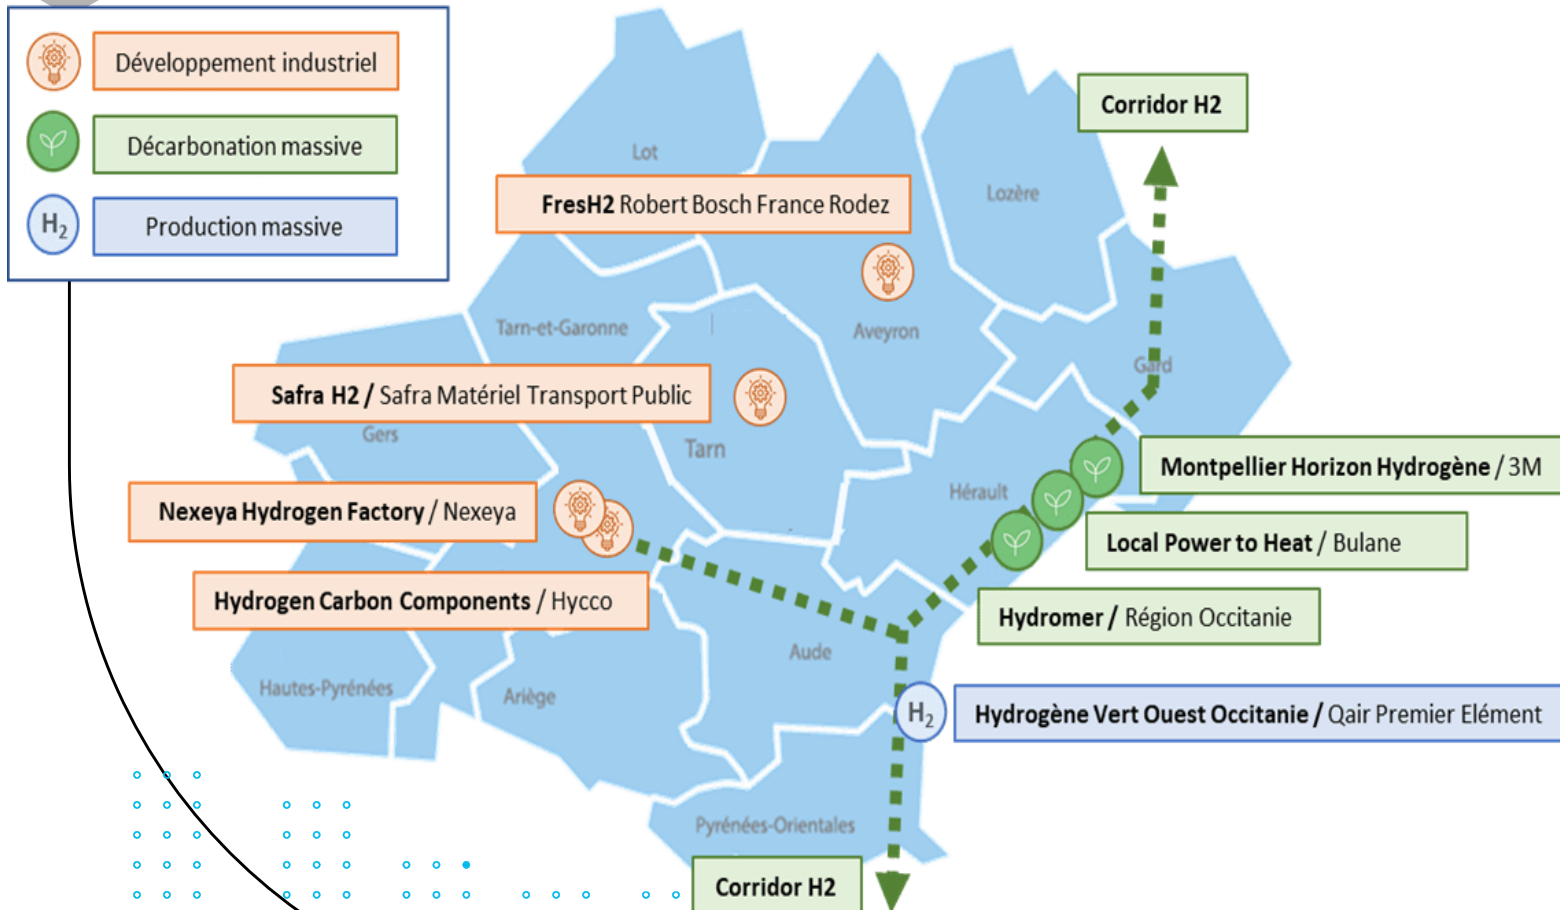 Développement industriel
Décarbonation massive
H₂ Production massive
Corridor H2
Lot
Lozère
FresH2 Robert Bosch France Rodez
Tarn-et-Garonne
Aveyron
Gard
Safra H2 / Safra Matériel Transport Public
Gers
Tarn
Montpellier Horizon Hydrogène / 3M
Hérault
Nexeya Hydrogen Factory / Nexeya
Local Power to Heat / Bulane
Hydrogen Carbon Components / Hycco
Hydromer / Région Occitanie
Aude
Hautes-Pyrénées
Ariège
H₂ Hydrogène Vert Ouest Occitanie / Qair Premier Elément
Pyrénées-Orientales
Corridor H2